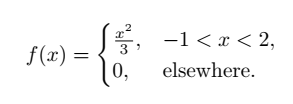 f(x) = { x²/3, −1 < x < 2,
0, elsewhere.